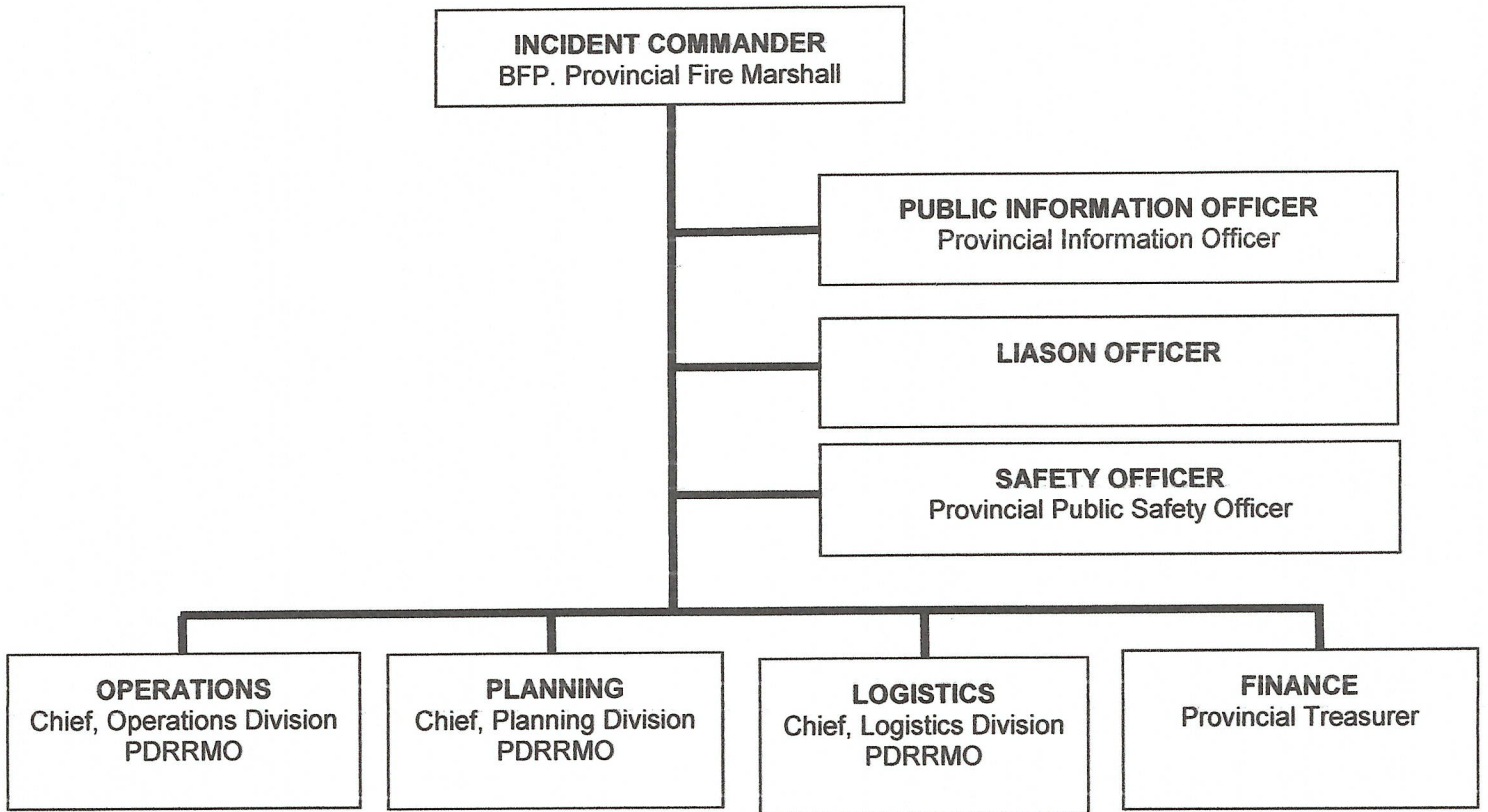 INCIDENT COMMANDER
BFP. Provincial Fire Marshall
PUBLIC INFORMATION OFFICER
Provincial Information Officer
LIASON OFFICER
SAFETY OFFICER
Provincial Public Safety Officer
OPERATIONS
Chief, Operations Division
PDRRMO
PLANNING
Chief, Planning Division
PDRRMO
LOGISTICS
Chief, Logistics Division
PDRRMO
FINANCE
Provincial Treasurer